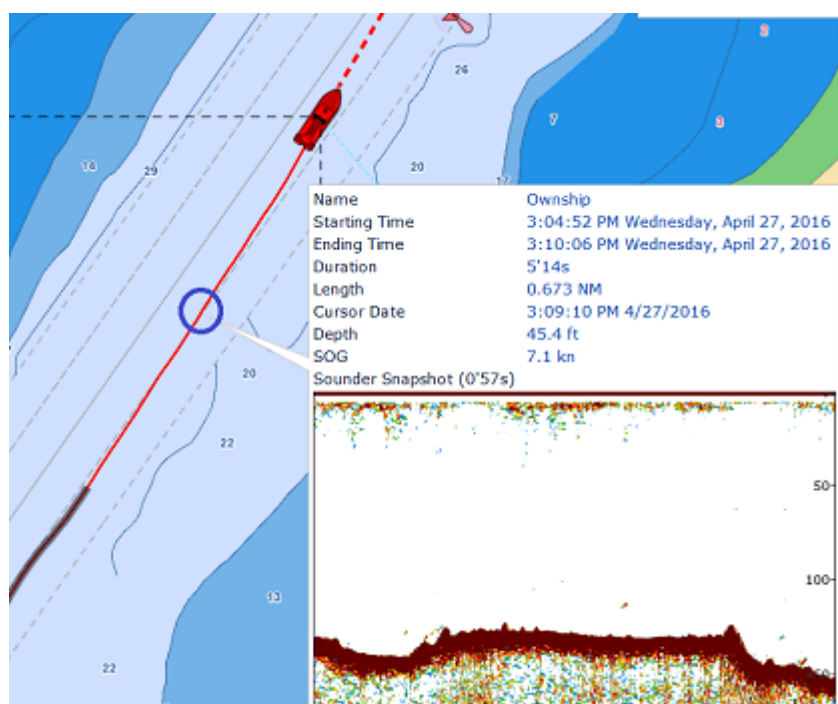 2
26
7
3
14
29
20
17
Name Ownship
Starting Time 3:04:52 PM Wednesday, April 27, 2016
Ending Time 3:10:06 PM Wednesday, April 27, 2016
Duration 5'14s
Length 0.673 NM
Cursor Date 3:09:10 PM 4/27/2016
Depth 45.4 ft
SOG 7.1 kn
Sounder Snapshot (0'57s)
20
22
50
100
13
22